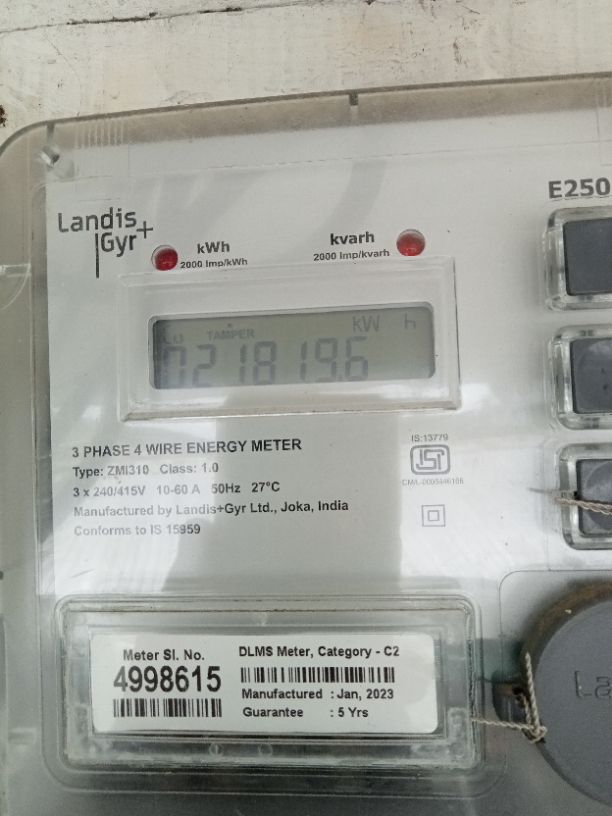 E250
Landis+
Gyr+
kWh
2000 Imp/kWh
kvarh
2000 Imp/kvarh
kW h
L3 TAMPER
021819.6
3 PHASE 4 WIRE ENERGY METER
Type: ZMI310 Class: 1.0
3 x 240/415V 10-60 A 50Hz 27°C
Manufactured by Landis+Gyr Ltd., Joka, India
Conforms to IS 15959
IS:13779
ISI
Meter Sl. No.
4998615
DLMS Meter, Category - C2
Manufactured : Jan, 2023
Guarantee : 5 Yrs
La